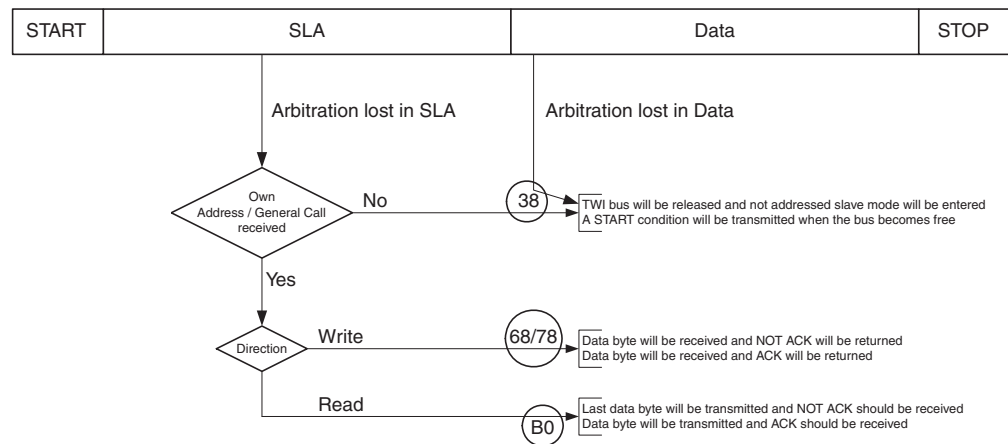 START SLA Data STOP
Arbitration lost in SLA Arbitration lost in Data
Own
Address / General Call
received
No
38
TWI bus will be released and not addressed slave mode will be entered
A START condition will be transmitted when the bus becomes free
Yes
Direction
Write
68/78
Data byte will be received and NOT ACK will be returned
Data byte will be received and ACK will be returned
Read
B0
Last data byte will be transmitted and NOT ACK should be received
Data byte will be transmitted and ACK should be received